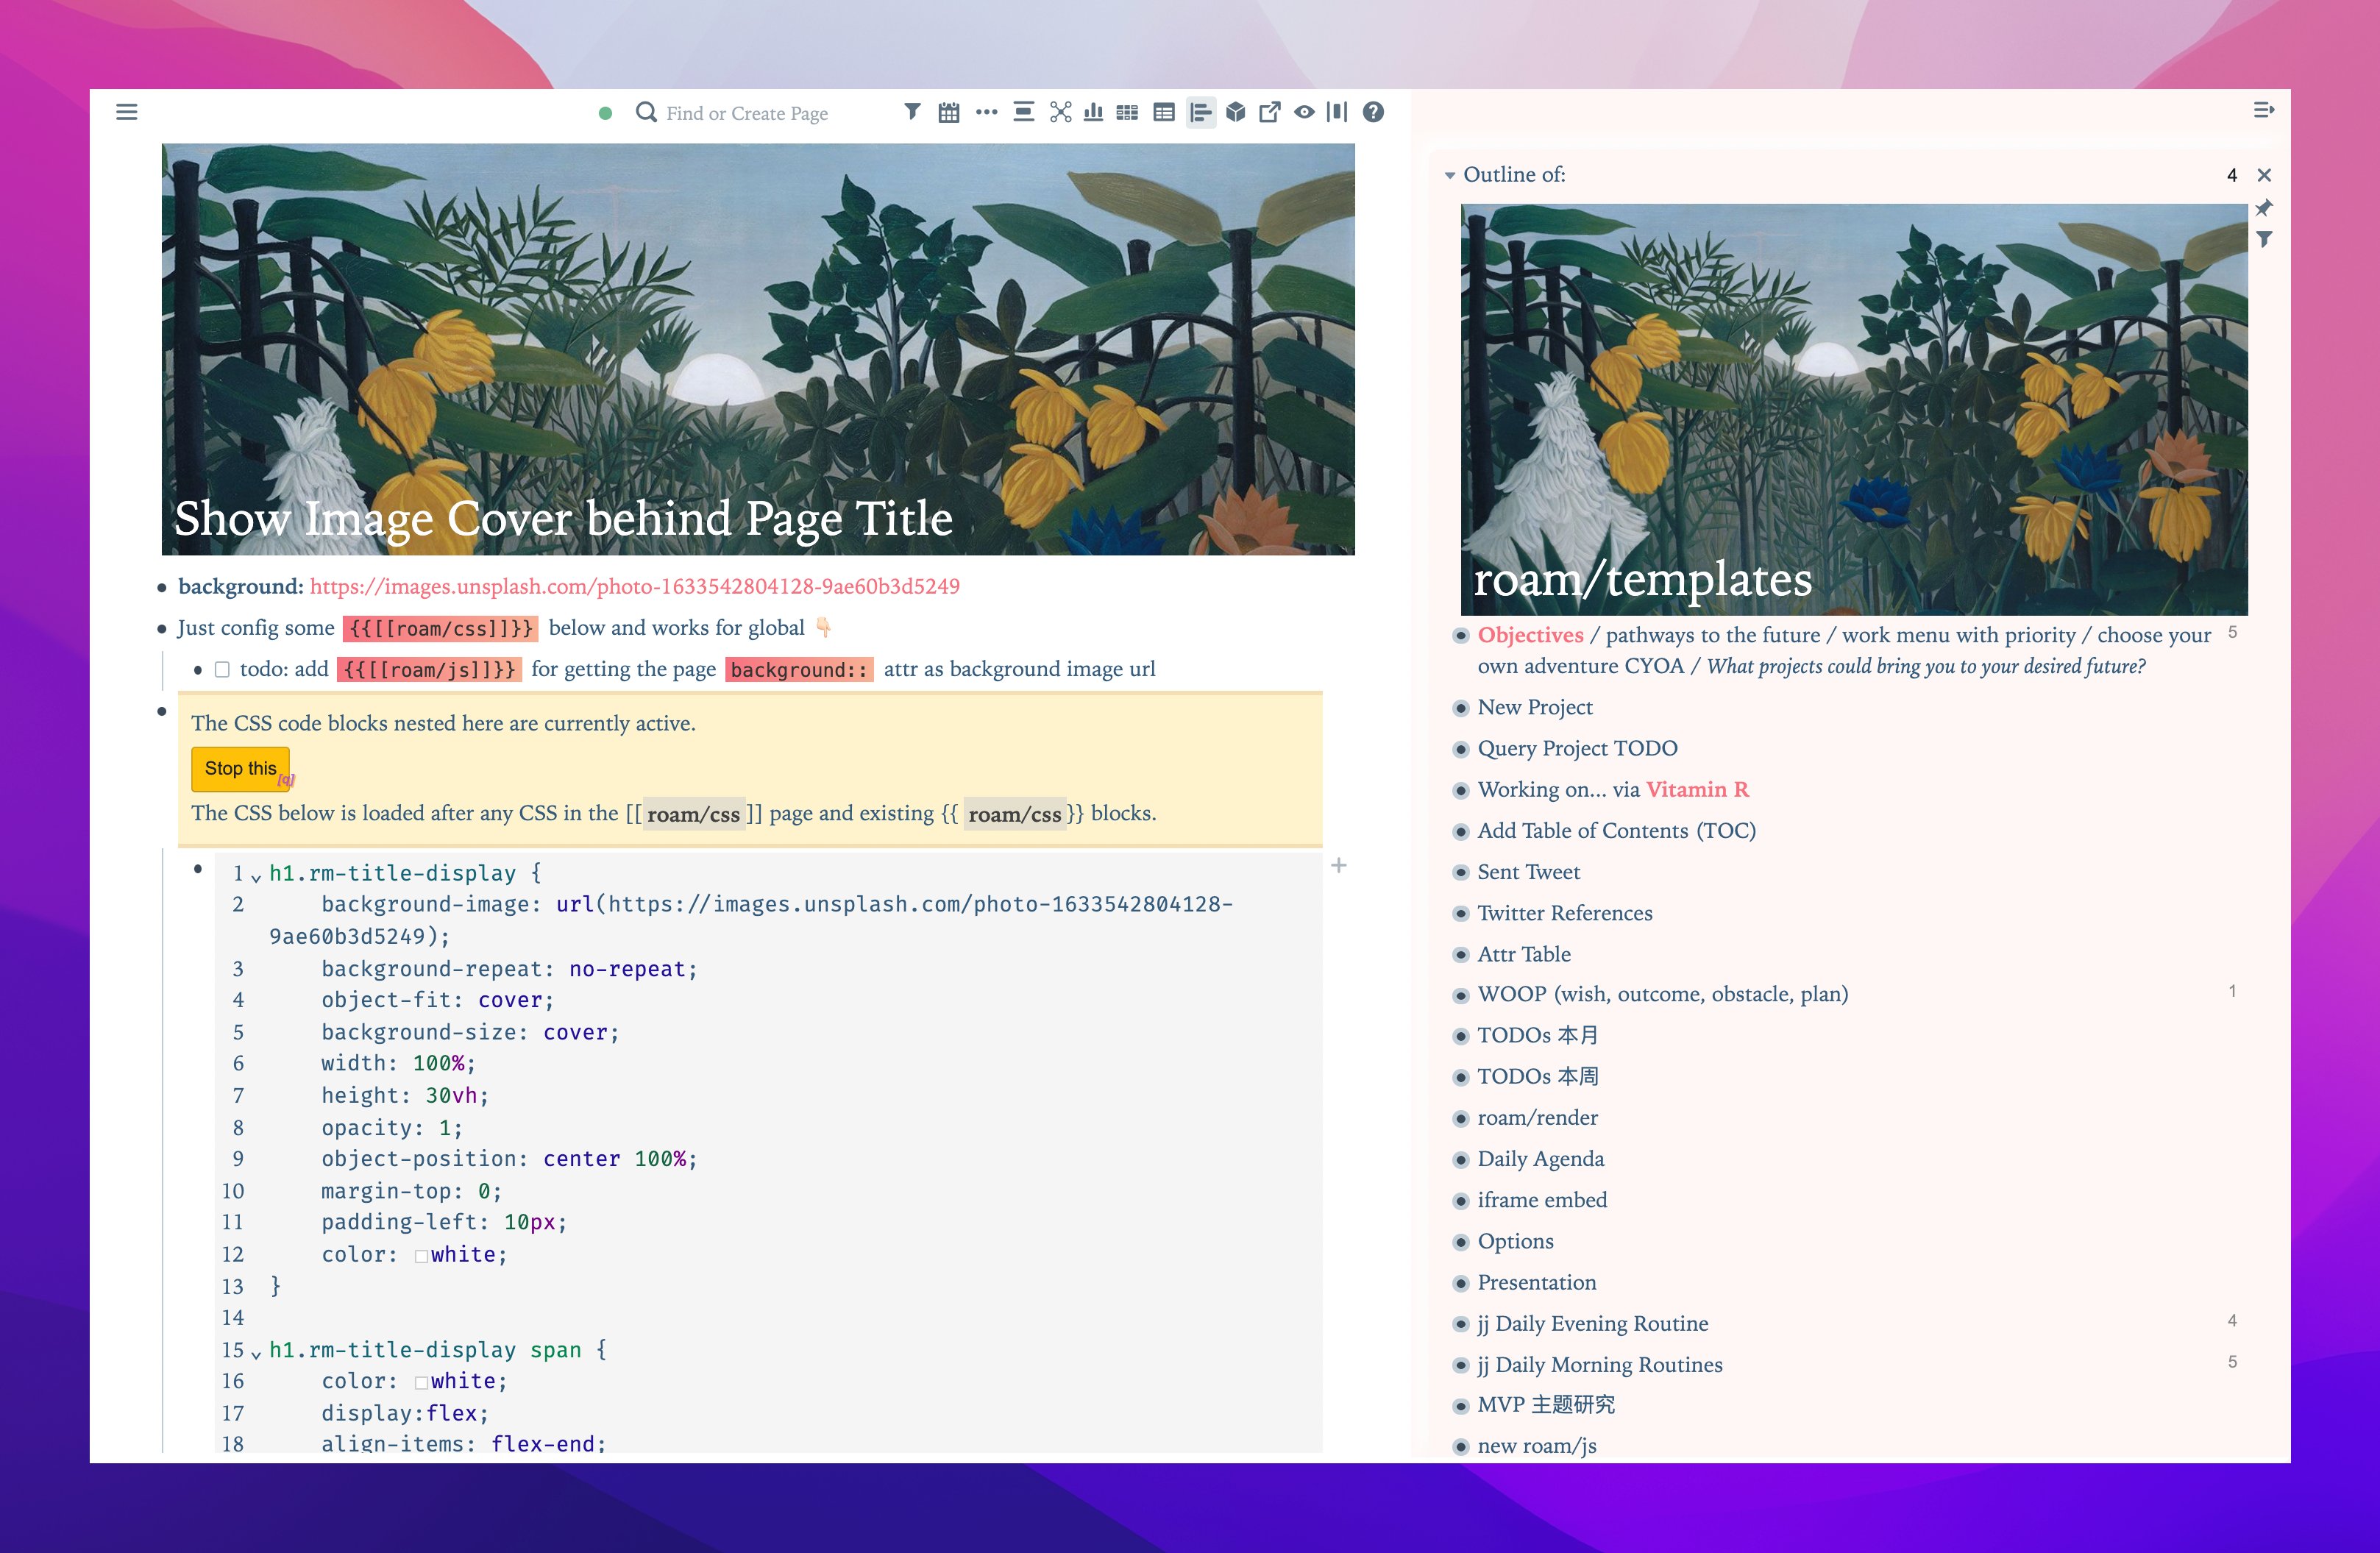 Find or Create Page
Show Image Cover behind Page Title
background: https://images.unsplash.com/photo-1633542804128-9ae60b3d5249
Just config some {{[[roam/css]]}} below and works for global 👇🏻
todo: add {{[[roam/js]]}} for getting the page background:: attr as background image url
The CSS code blocks nested here are currently active.
Stop this
[q]
The CSS below is loaded after any CSS in the [[roam/css]] page and existing {{ roam/css}} blocks.
1 h1.rm-title-display {
2 background-image: url(https://images.unsplash.com/photo-1633542804128-
9ae60b3d5249);
3 background-repeat: no-repeat;
4 object-fit: cover;
5 background-size: cover;
6 width: 100%;
7 height: 30vh;
8 opacity: 1;
9 object-position: center 100%;
10 margin-top: 0;
11 padding-left: 10px;
12 color: white;
13 }
14
15 h1.rm-title-display span {
16 color: white;
17 display:flex;
18 align-items: flex-end;
Outline of:
4
roam/templates
Objectives / pathways to the future / work menu with priority / choose your 5
own adventure CYOA / What projects could bring you to your desired future?
New Project
Query Project TODO
Working on... via Vitamin R
Add Table of Contents (TOC)
Sent Tweet
Twitter References
Attr Table
WOOP (wish, outcome, obstacle, plan) 1
TODOs 本月
TODOs 本周
roam/render
Daily Agenda
iframe embed
Options
Presentation
jj Daily Evening Routine 4
jj Daily Morning Routines 5
MVP 主题研究
new roam/js